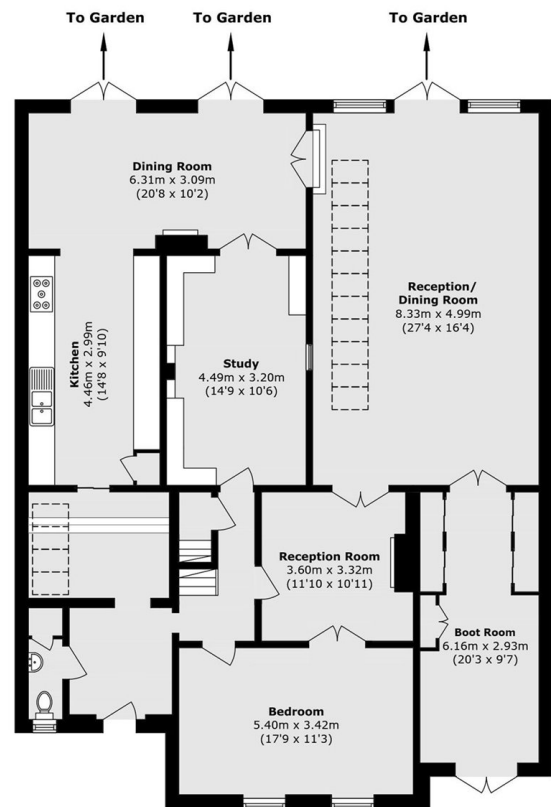 To Garden
To Garden
To Garden
Dining Room
6.31m x 3.09m
(20'8 x 10'2)
Reception/
Dining Room
8.33m x 4.99m
(27'4 x 16'4)
Kitchen
4.46m x 2.99m
(14'8 x 9'10)
Study
4.49m x 3.20m
(14'9 x 10'6)
Reception Room
3.60m x 3.32m
(11'10 x 10'11)
Boot Room
6.16m x 2.93m
(20'3 x 9'7)
Bedroom
5.40m x 3.42m
(17'9 x 11'3)